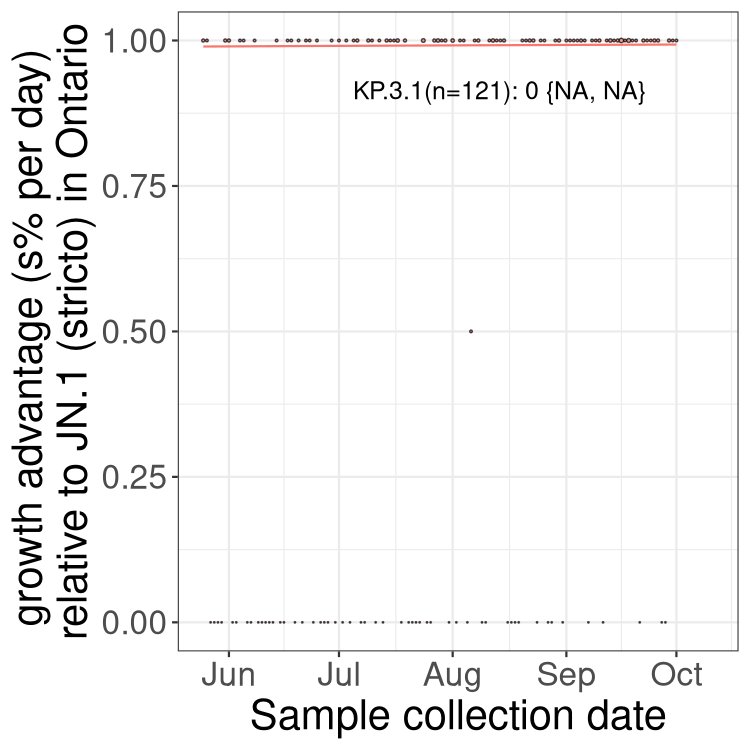 growth advantage (s% per day)
relative to JN.1 (stricto) in Ontario
1.00
0.75
0.50
0.25
0.00
KP.3.1(n=121): 0 {NA, NA}
Jun Jul Aug Sep Oct
Sample collection date